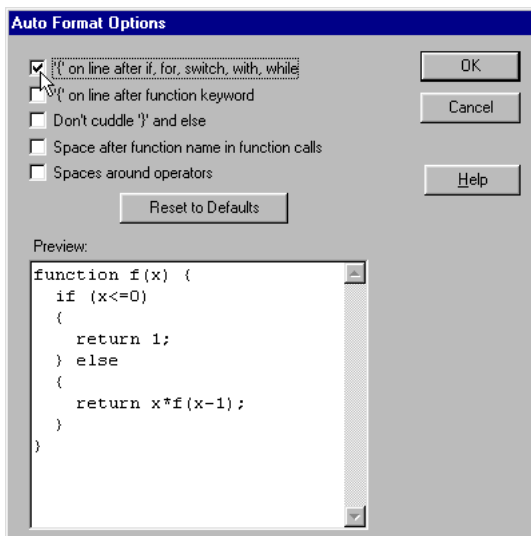 Auto Format Options
'{' on line after if, for, switch, with, while
OK
'{' on line after function keyword
Cancel
Don't cuddle '}' and else
Space after function name in function calls
Spaces around operators
Help
Reset to Defaults
Preview:
function f(x) {
  if (x<=0)
  {
    return 1;
  } else
  {
    return x*f(x-1);
  }
}